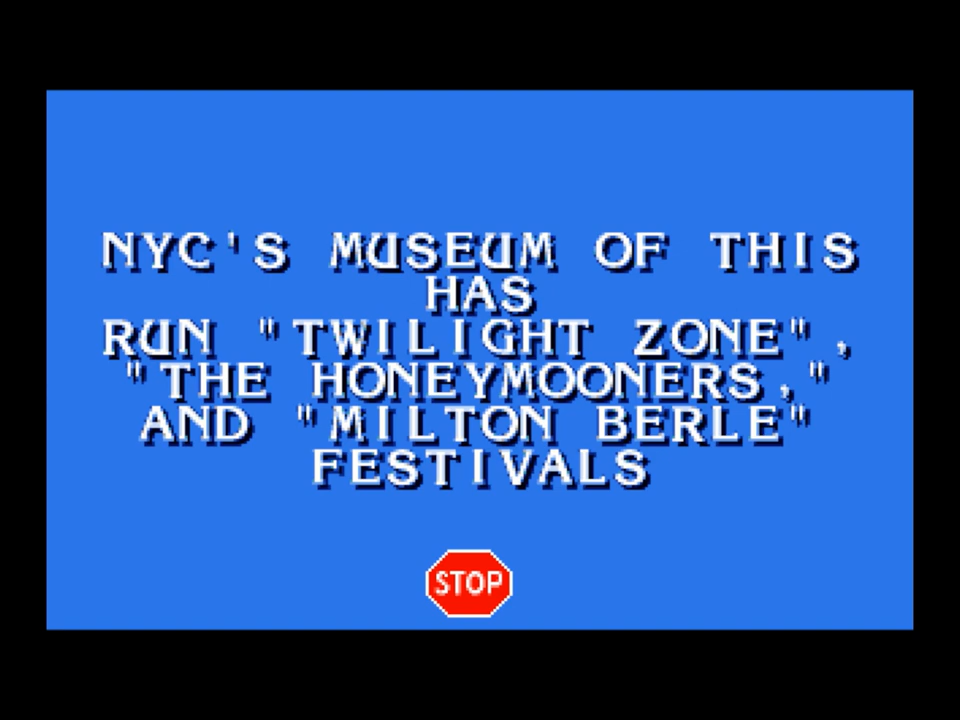 NYC'S MUSEUM OF THIS
HAS
RUN "TWILIGHT ZONE",
"THE HONEYMOONERS,"
AND "MILTON BERLE"
FESTIVALS
STOP